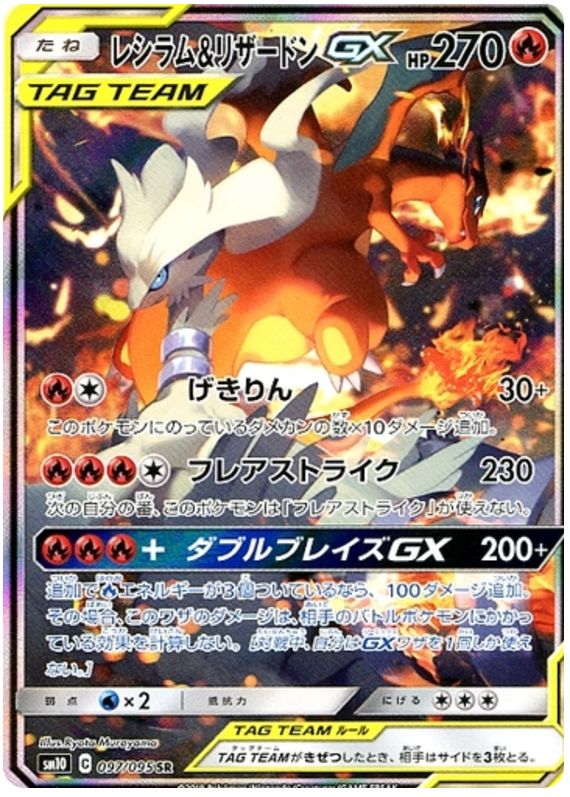 たね レシラム&リザードンGX HP270
TAG TEAM
げきりん 30+
このポケモンにのっているダメカンの数×10ダメージ追加。
フレアストライク 230
次の自分の番、このポケモンは「フレアストライク」が使えない。
+ ダブルブレイズGX 200+
追加で エネルギーが3個ついているなら、100ダメージ追加。
その場合、このワザのダメージは、相手のバトルポケモンにかかっ
ている効果を計算しない。[対戦中、自分はGXワザを1回しか使え
ない。]
弱点 ×2 抵抗力 にげる
Illus.Ryota Murayama
TAG TEAM ルール
sm10 C 097/095 SR
TAG TEAMがきぜつしたとき、相手はサイドを3枚とる。
©2019 Pokémon/Nintendo/Creatures/GAME FREAK